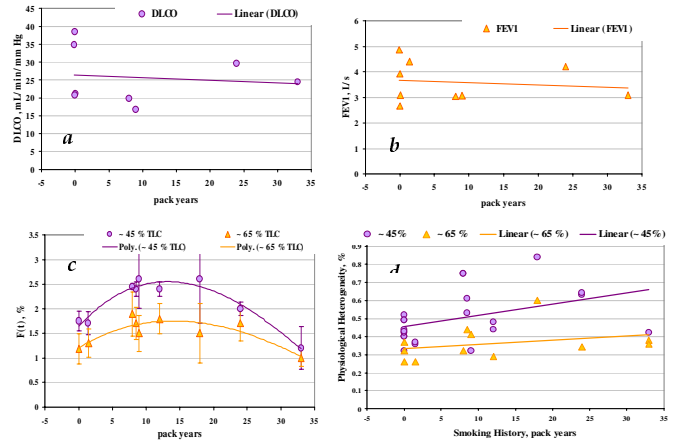 DLCO Linear (DLCO)
45
40
35
30
25
20
15
10
5
0
DLCO, mL / min / mm Hg
a
-5 0 5 10 15 20 25 30 35
pack years
FEV1 Linear (FEV1)
6
5
4
3
2
1
0
FEV1, L / s
b
-5 0 5 10 15 20 25 30 35
pack years
~ 45 % TLC ~ 65 % TLC
Poly. (~ 45 % TLC) Poly. (~ 65 % TLC)
3.5
3
2.5
2
1.5
1
0.5
0
F(t), %
c
-5 0 5 10 15 20 25 30 35
pack years
~ 45% ~ 65 % Linear (~ 65 %) Linear (~ 45%)
0.9
0.8
0.7
0.6
0.5
0.4
0.3
0.2
0.1
0
Physiological Heterogeneity, %
d
-5 0 5 10 15 20 25 30 35
Smoking History, pack years